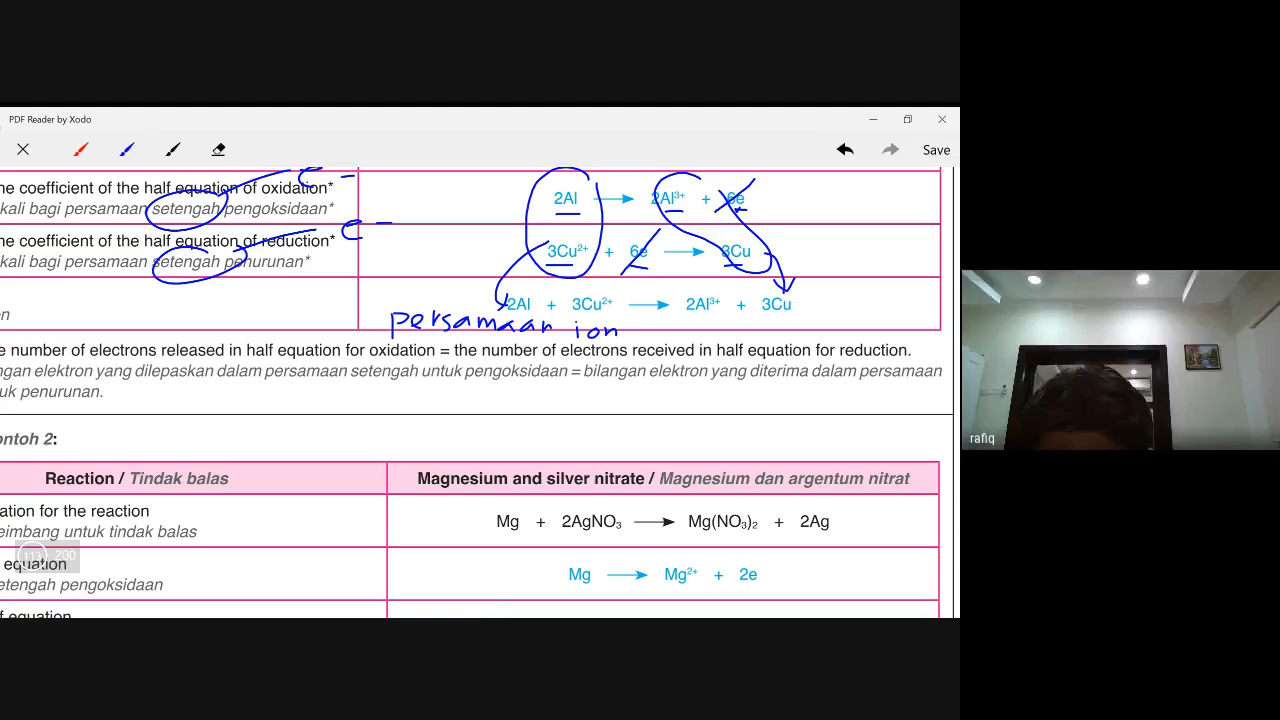 PDF Reader by Xodo
Save
he coefficient of the half equation of oxidation*
kali bagi persamaan setengah pengoksidaan*
e-
2Al → 2Al³⁺ + 6e
he coefficient of the half equation of reduction*
kali bagi persamaan setengah penurunan*
e-
3Cu²⁺ + 6e → 3Cu
on
2Al + 3Cu²⁺ → 2Al³⁺ + 3Cu
persamaan ion
e number of electrons released in half equation for oxidation = the number of electrons received in half equation for reduction.
ngan elektron yang dilepaskan dalam persamaan setengah untuk pengoksidaan = bilangan elektron yang diterima dalam persamaan
uk penurunan.
ontoh 2:
Reaction / Tindak balas
Magnesium and silver nitrate / Magnesium dan argentum nitrat
ation for the reaction
eimbang untuk tindak balas
Mg + 2AgNO₃ → Mg(NO₃)₂ + 2Ag
113 200
equation
etengah pengoksidaan
Mg → Mg²⁺ + 2e
f equation
rafiq